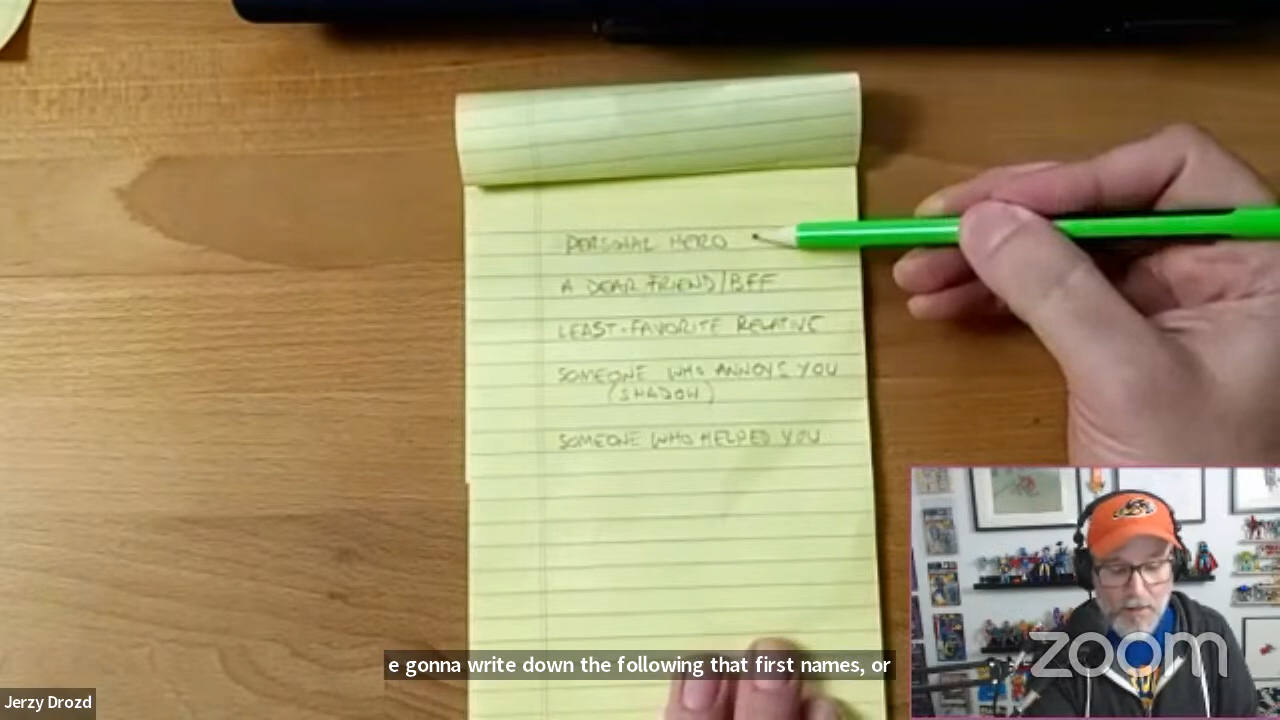 PERSONAL HERO
A DEAR FRIEND/BFF
LEAST-FAVORITE RELATIVE
SOMEONE WHO ANNOYS YOU
(SHADOW)
SOMEONE WHO HELPED YOU
zoom
e gonna write down the following that first names, or
Jerzy Drozd